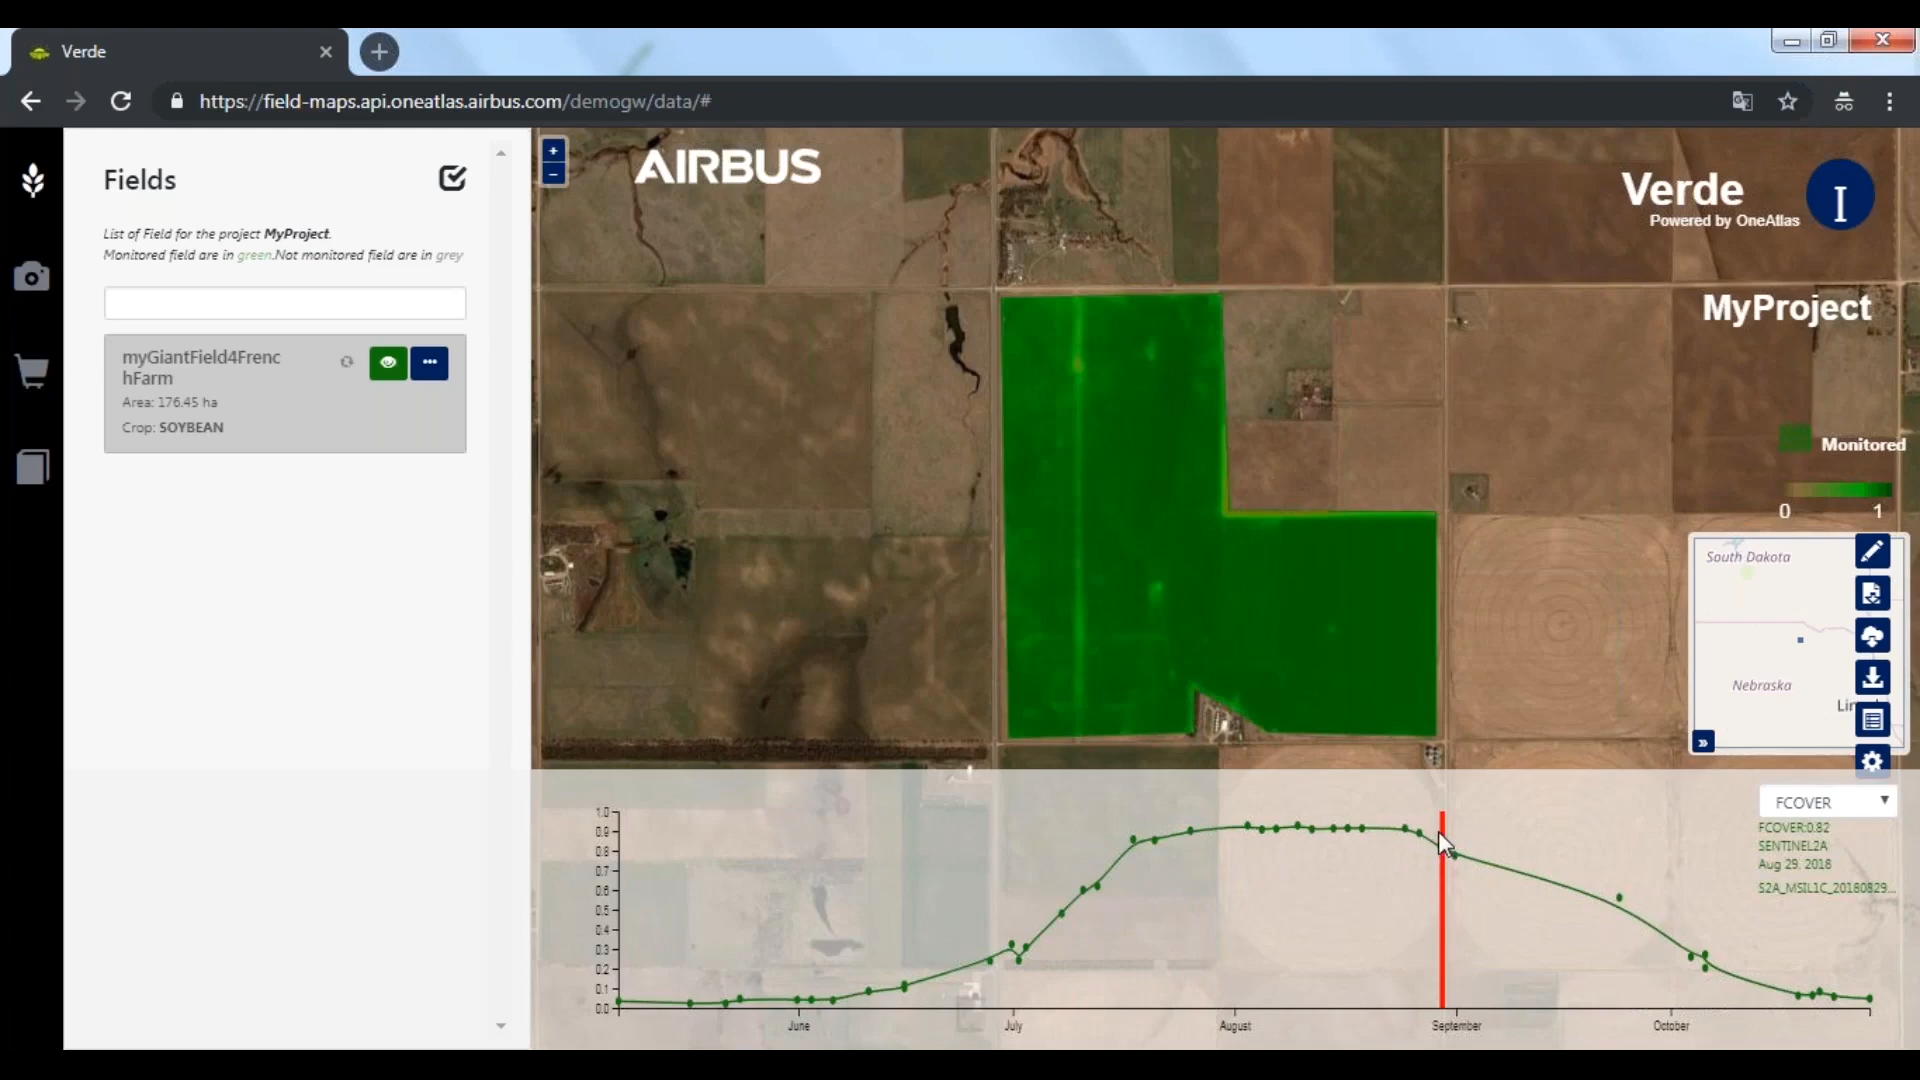 Verde
https://field-maps.api.oneatlas.airbus.com/demogw/data/#
Fields
List of Field for the project MyProject.
Monitored field are in green.Not monitored field are in grey
myGiantField4Frenc
hFarm
Area: 176.45 ha
Crop: SOYBEAN
+
−
AIRBUS
Verde
Powered by OneAtlas
MyProject
Monitored
0 1
South Dakota
Nebraska
Lin
»
FCOVER
FCOVER:0.82
SENTINEL2A
Aug 29. 2018
S2A_MSIL1C_20180829...
1.0
0.9
0.8
0.7
0.6
0.5
0.4
0.3
0.2
0.1
0.0
June July August September October